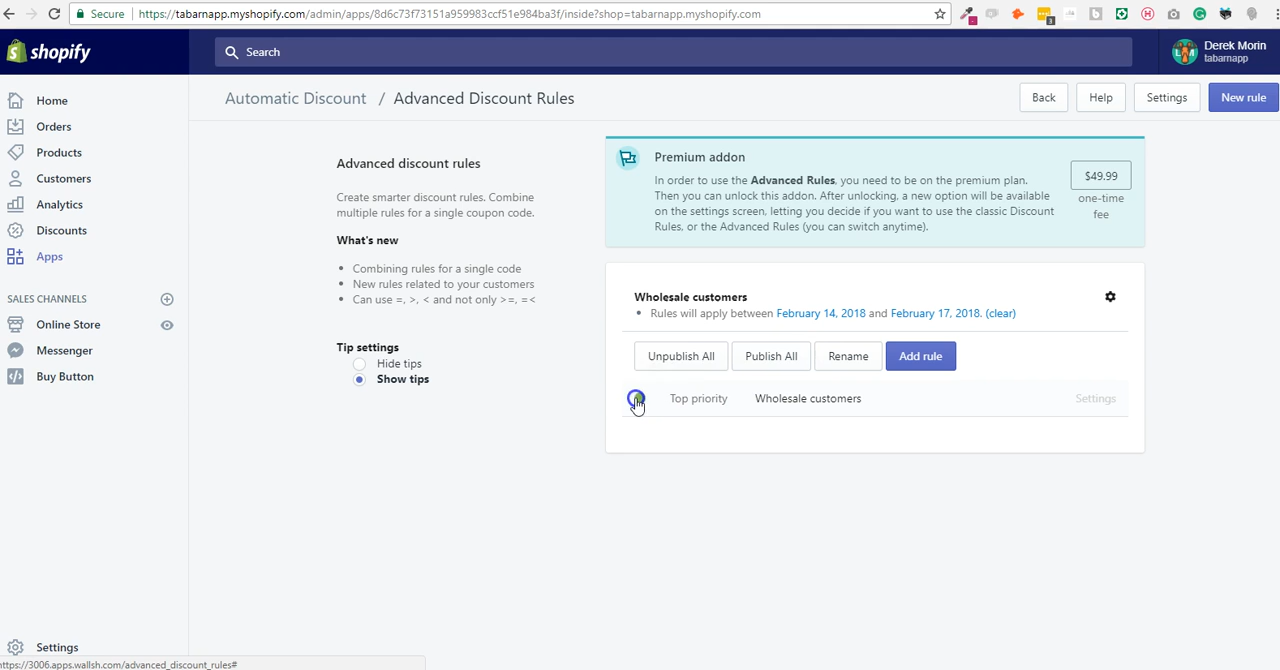 Secure
https://tabarnapp.myshopify.com/admin/apps/8d6c73f73151a959983ccf51e984ba3f/inside?shop=tabarnapp.myshopify.com
shopify
Search
Derek Morin
tabarnapp
Home
Orders
Products
Customers
Analytics
Discounts
Apps
SALES CHANNELS
Online Store
Messenger
Buy Button
Settings
Automatic Discount / Advanced Discount Rules
Back
Help
Settings
New rule
Advanced discount rules
Create smarter discount rules. Combine
multiple rules for a single coupon code.
What's new
• Combining rules for a single code
• New rules related to your customers
• Can use =, >, < and not only >=, =<
Tip settings
Hide tips
Show tips
Premium addon
In order to use the Advanced Rules, you need to be on the premium plan.
Then you can unlock this addon. After unlocking, a new option will be available
on the settings screen, letting you decide if you want to use the classic Discount
Rules, or the Advanced Rules (you can switch anytime).
$49.99
one-time
fee
Wholesale customers
• Rules will apply between February 14, 2018 and February 17, 2018. (clear)
Unpublish All
Publish All
Rename
Add rule
Top priority
Wholesale customers
Settings
https://3006.apps.wallsh.com/advanced_discount_rules#